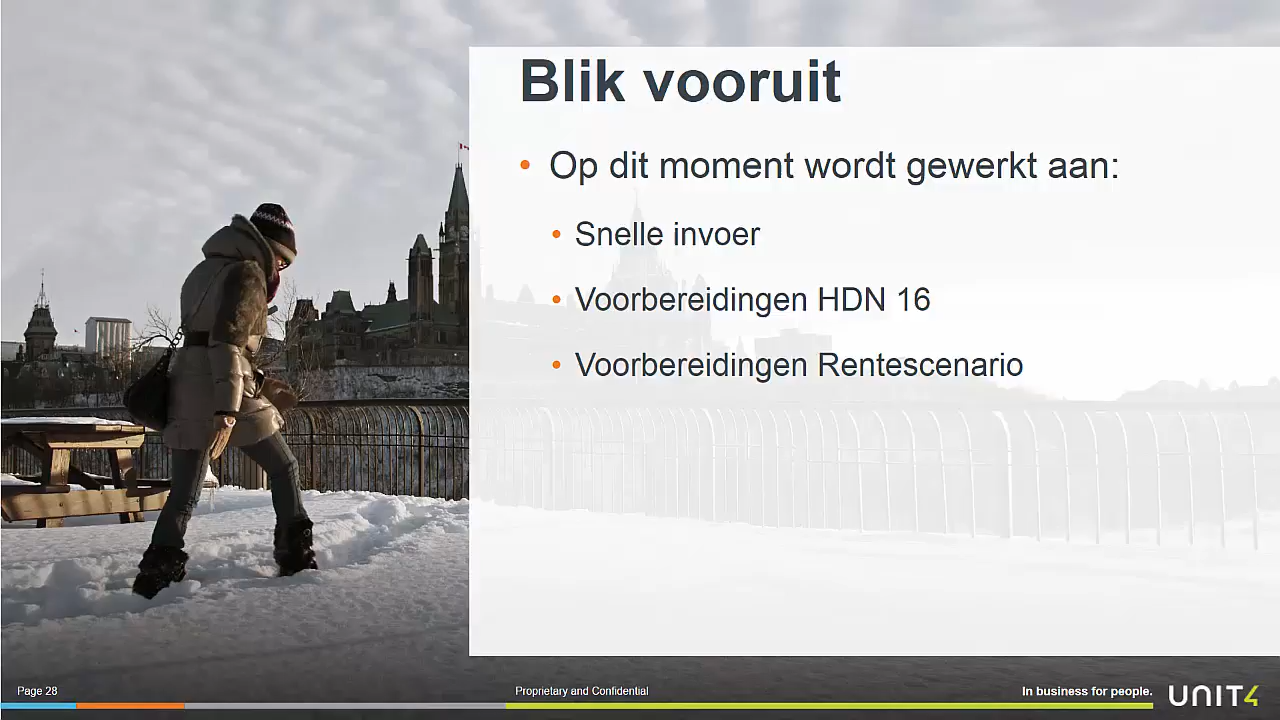 Blik vooruit
• Op dit moment wordt gewerkt aan:
• Snelle invoer
• Voorbereidingen HDN 16
• Voorbereidingen Rentescenario
Page 28
Proprietary and Confidential
In business for people.
UNIT4